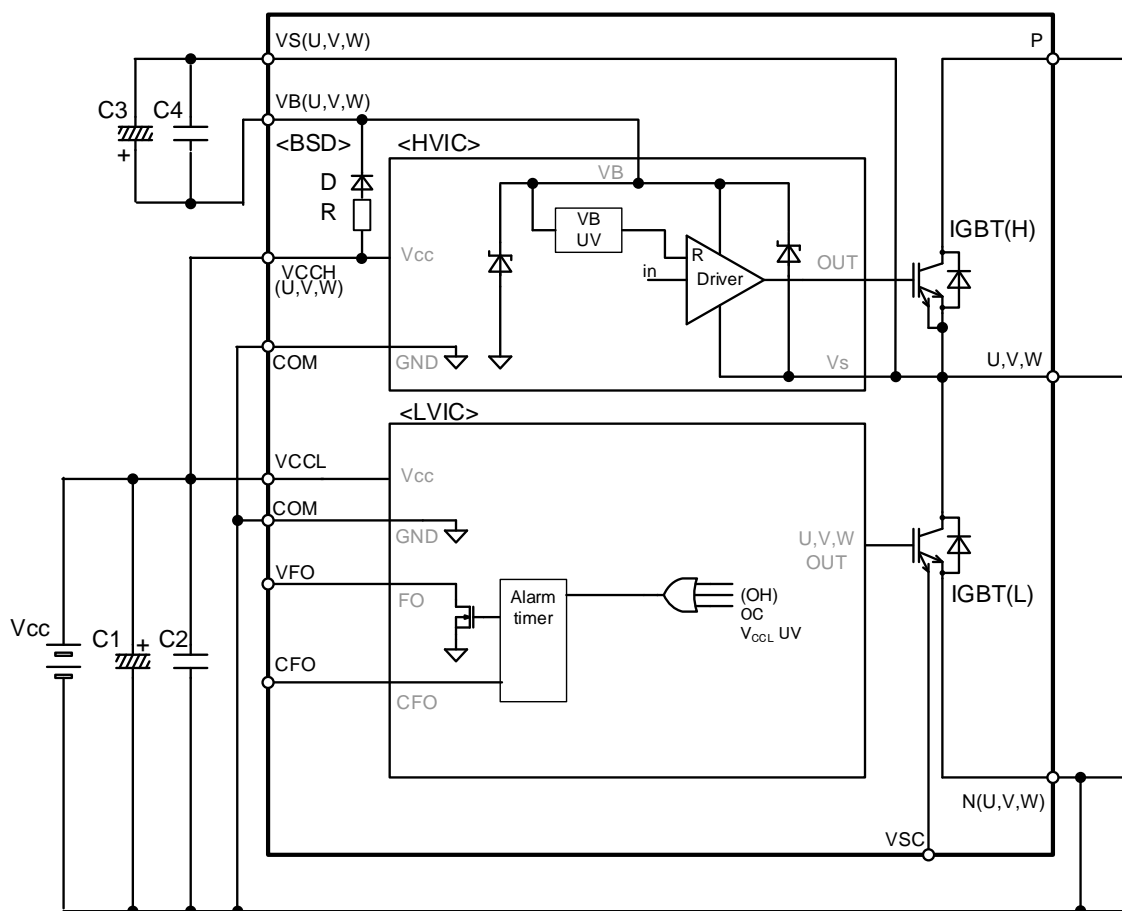 VS(U,V,W)
P
C3
C4
+
VB(U,V,W)
<BSD>
<HVIC>
VB
D
R
VB
UV
R
Driver
in
OUT
IGBT(H)
Vcc
VCCH
(U,V,W)
COM
GND
Vs
U,V,W
<LVIC>
VCCL
Vcc
COM
GND
U,V,W
OUT
VFO
FO
Alarm
timer
(OH)
OC
VCCL UV
IGBT(L)
Vcc
C1
+
C2
CFO
CFO
N(U,V,W)
VSC